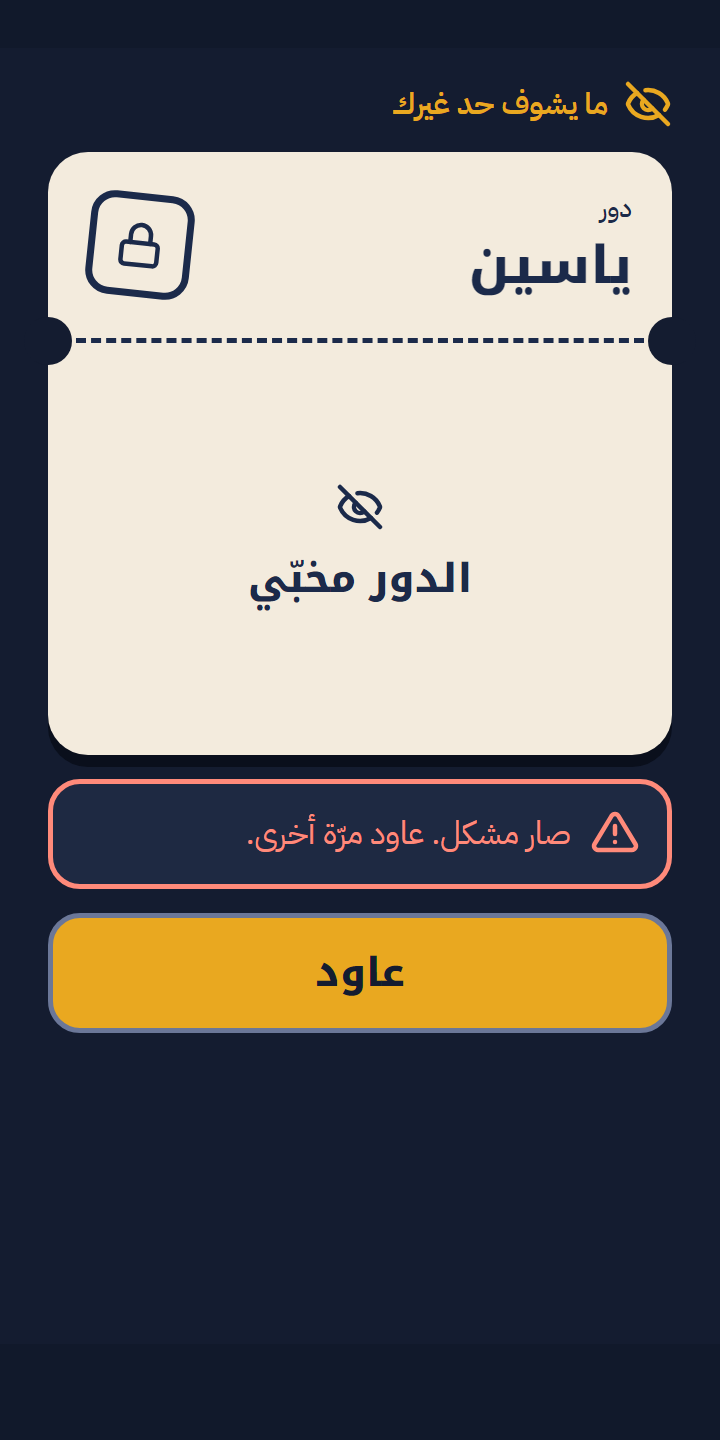 ما يشوف حد غيرك
دور
ياسين
الدور مخبّي
صار مشكل. عاود مرّة أخرى.
عاود